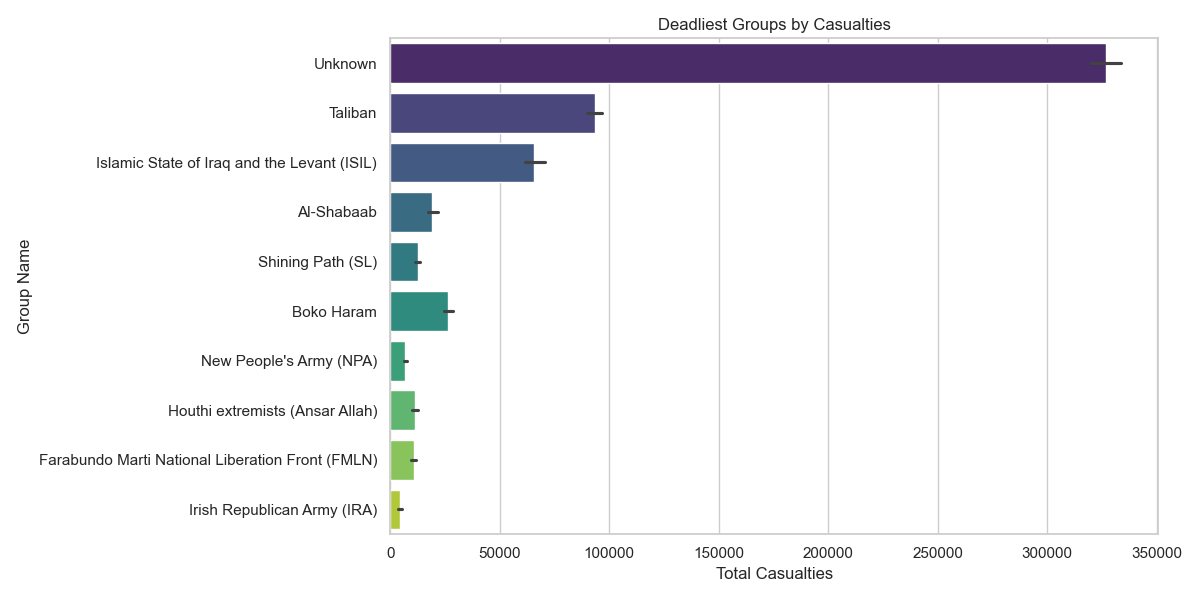 Deadliest Groups by Casualties
Group Name
Unknown
Taliban
Islamic State of Iraq and the Levant (ISIL)
Al-Shabaab
Shining Path (SL)
Boko Haram
New People's Army (NPA)
Houthi extremists (Ansar Allah)
Farabundo Marti National Liberation Front (FMLN)
Irish Republican Army (IRA)
0 50000 100000 150000 200000 250000 300000 350000
Total Casualties